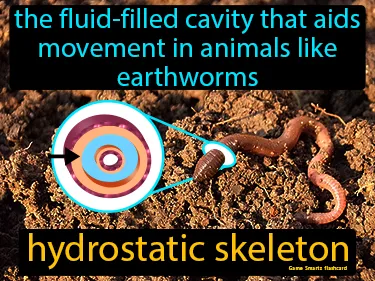 the fluid-filled cavity that aids
movement in animals like
earthworms
hydrostatic skeleton
Game Smartz flashcard